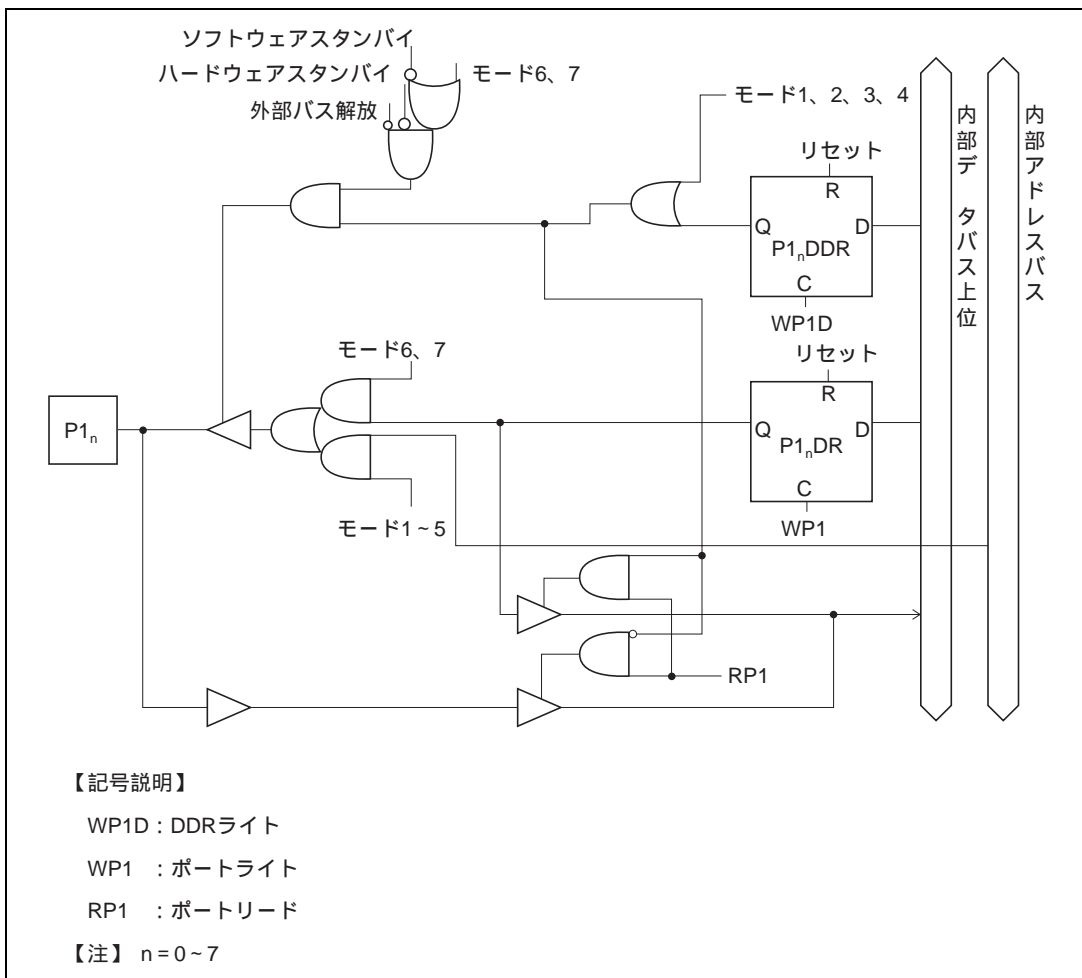 ソフトウェアスタンバイ
ハードウェアスタンバイ
モード6、7
外部バス解放
モード1、2、3、4
リセット
R
Q
D
P1nDDR
C
WP1D
内部デ タバス上位
内部アドレスバス
モード6、7
リセット
R
P1n
Q
D
P1nDR
C
WP1
モード1~5
RP1
【記号説明】
WP1D：DDRライト
WP1 ：ポートライト
RP1 ：ポートリード
【注】 n = 0 ~ 7